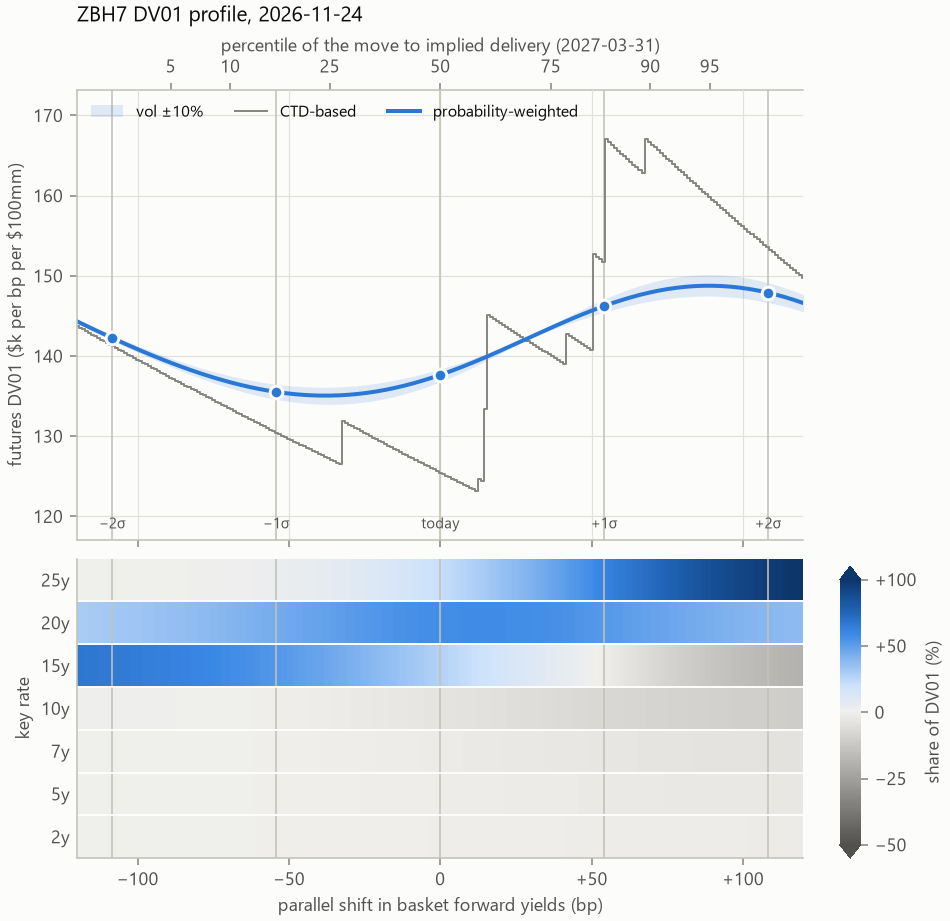 ZBH7 DV01 profile, 2026-11-24
percentile of the move to implied delivery (2027-03-31)
5 10 25 50 75 90 95
vol ±10% CTD-based probability-weighted
futures DV01 ($k per bp per $100mm)
170
160
150
140
130
120
−2σ −1σ today +1σ +2σ
key rate
25y
20y
15y
10y
7y
5y
2y
−100 −50 0 +50 +100
parallel shift in basket forward yields (bp)
+100
+50
0
−25
−50
share of DV01 (%)